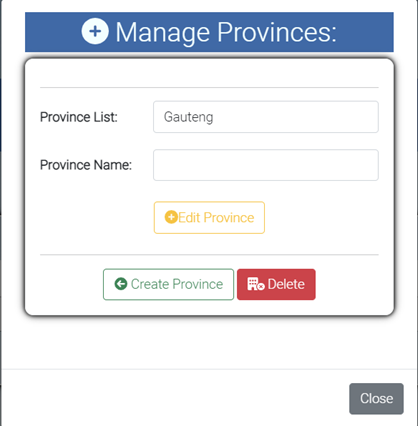 Manage Provinces:
Province List: Gauteng
Province Name:
Edit Province
Create Province Delete
Close